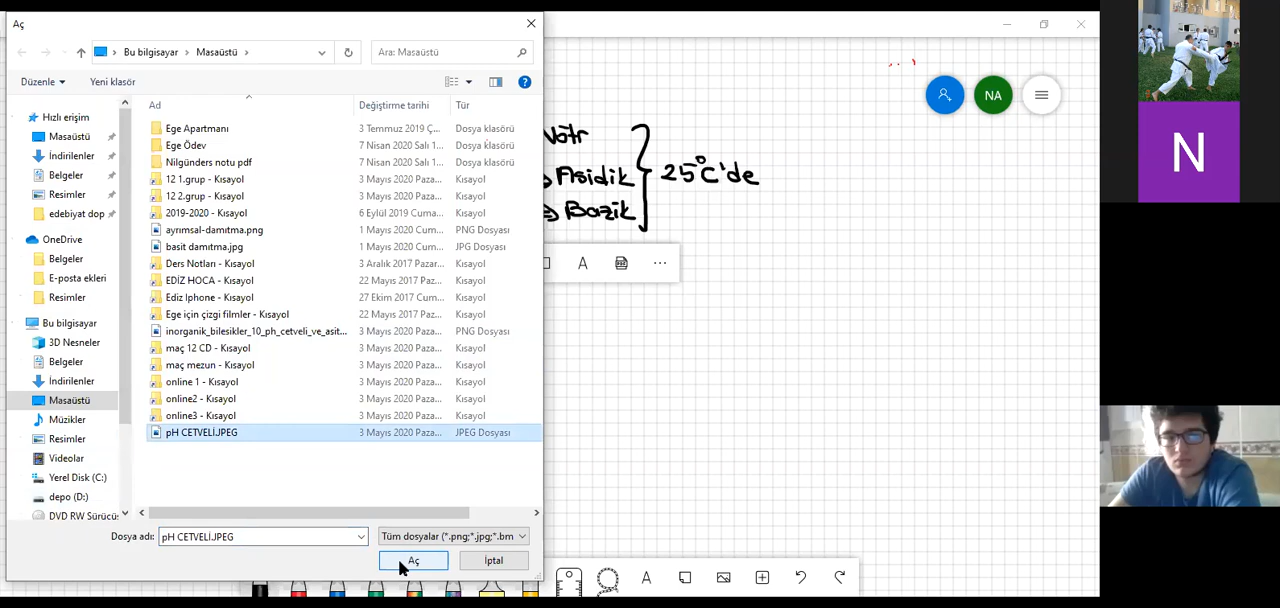 Aç
Bu bilgisayar
Masaüstü
Ara: Masaüstü
Düzenle
Yeni klasör
Ad
Değiştirme tarihi
Tür
Hızlı erişim
Masaüstü
İndirilenler
Belgeler
Resimler
edebiyat dop
OneDrive
Belgeler
E-posta ekleri
Resimler
Bu bilgisayar
3D Nesneler
Belgeler
İndirilenler
Masaüstü
Müzikler
Resimler
Videolar
Yerel Disk (C:)
depo (D:)
DVD RW Sürücüs
Ege Apartmanı 3 Temmuz 2019 Ç... Dosya klasörü
Ege Ödev 7 Nisan 2020 Salı 1... Dosya klasörü
Nilgünders notu pdf 7 Nisan 2020 Salı 1... Dosya klasörü
12 1.grup - Kısayol 3 Mayıs 2020 Paza... Kısayol
12 2.grup - Kısayol 3 Mayıs 2020 Paza... Kısayol
2019-2020 - Kısayol 6 Eylül 2019 Cuma... Kısayol
ayrımsal-damıtma.png 1 Mayıs 2020 Cum... PNG Dosyası
basit damıtma.jpg 1 Mayıs 2020 Cum... JPG Dosyası
Ders Notları - Kısayol 3 Aralık 2017 Paza... Kısayol
EDİZ HOCA - Kısayol 22 Mayıs 2017 Paz... Kısayol
Ediz Iphone - Kısayol 27 Ekim 2017 Cum... Kısayol
Ege için çizgi filmler - Kısayol 22 Mayıs 2017 Paz... Kısayol
inorganik_bilesikler_10_ph_cetveli_ve_asit... 3 Mayıs 2020 Paza... PNG Dosyası
maç 12 CD - Kısayol 3 Mayıs 2020 Paza... Kısayol
maç mezun - Kısayol 3 Mayıs 2020 Paza... Kısayol
online 1 - Kısayol 3 Mayıs 2020 Paza... Kısayol
online2 - Kısayol 3 Mayıs 2020 Paza... Kısayol
online3 - Kısayol 3 Mayıs 2020 Paza... Kısayol
pH CETVELİ.JPEG 3 Mayıs 2020 Paza... JPEG Dosyası
Dosya adı: pH CETVELİ.JPEG
Tüm dosyalar (*.png;*.jpg;*.bm
Aç
İptal
Nötr
Asidik
Bazik
25°C'de
NA
A
PDF
A
N